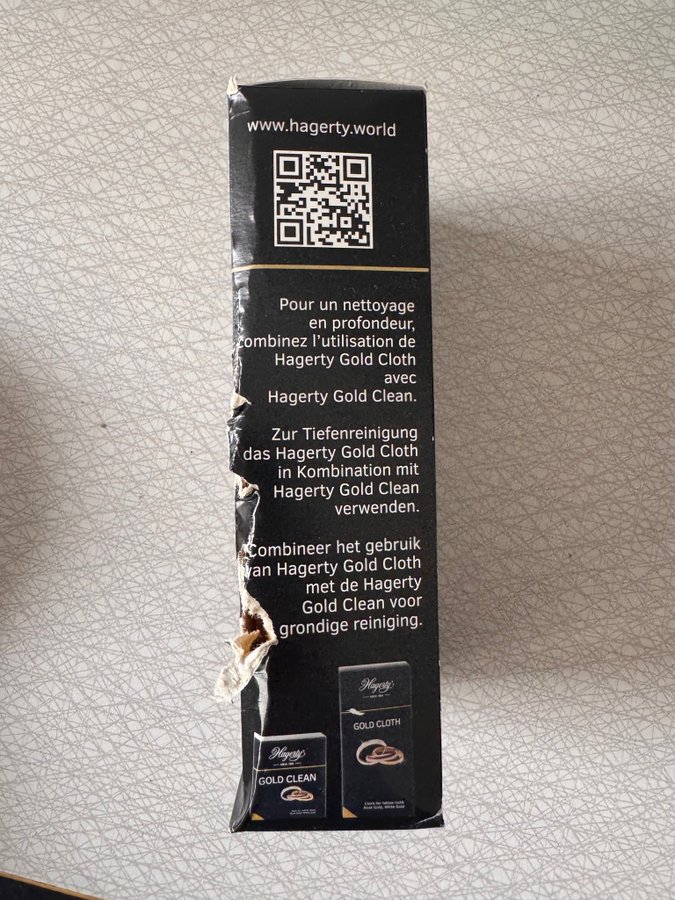 www.hagerty.world
Pour un nettoyage
en profondeur,
combinez l'utilisation de
Hagerty Gold Cloth
avec
Hagerty Gold Clean.
Zur Tiefenreinigung
das Hagerty Gold Cloth
in Kombination mit
Hagerty Gold Clean
verwenden.
Combineer het gebruik
van Hagerty Gold Cloth
met de Hagerty
Gold Clean voor
grondige reiniging.
Hagerty
GOLD CLOTH
Hagerty
GOLD CLEAN